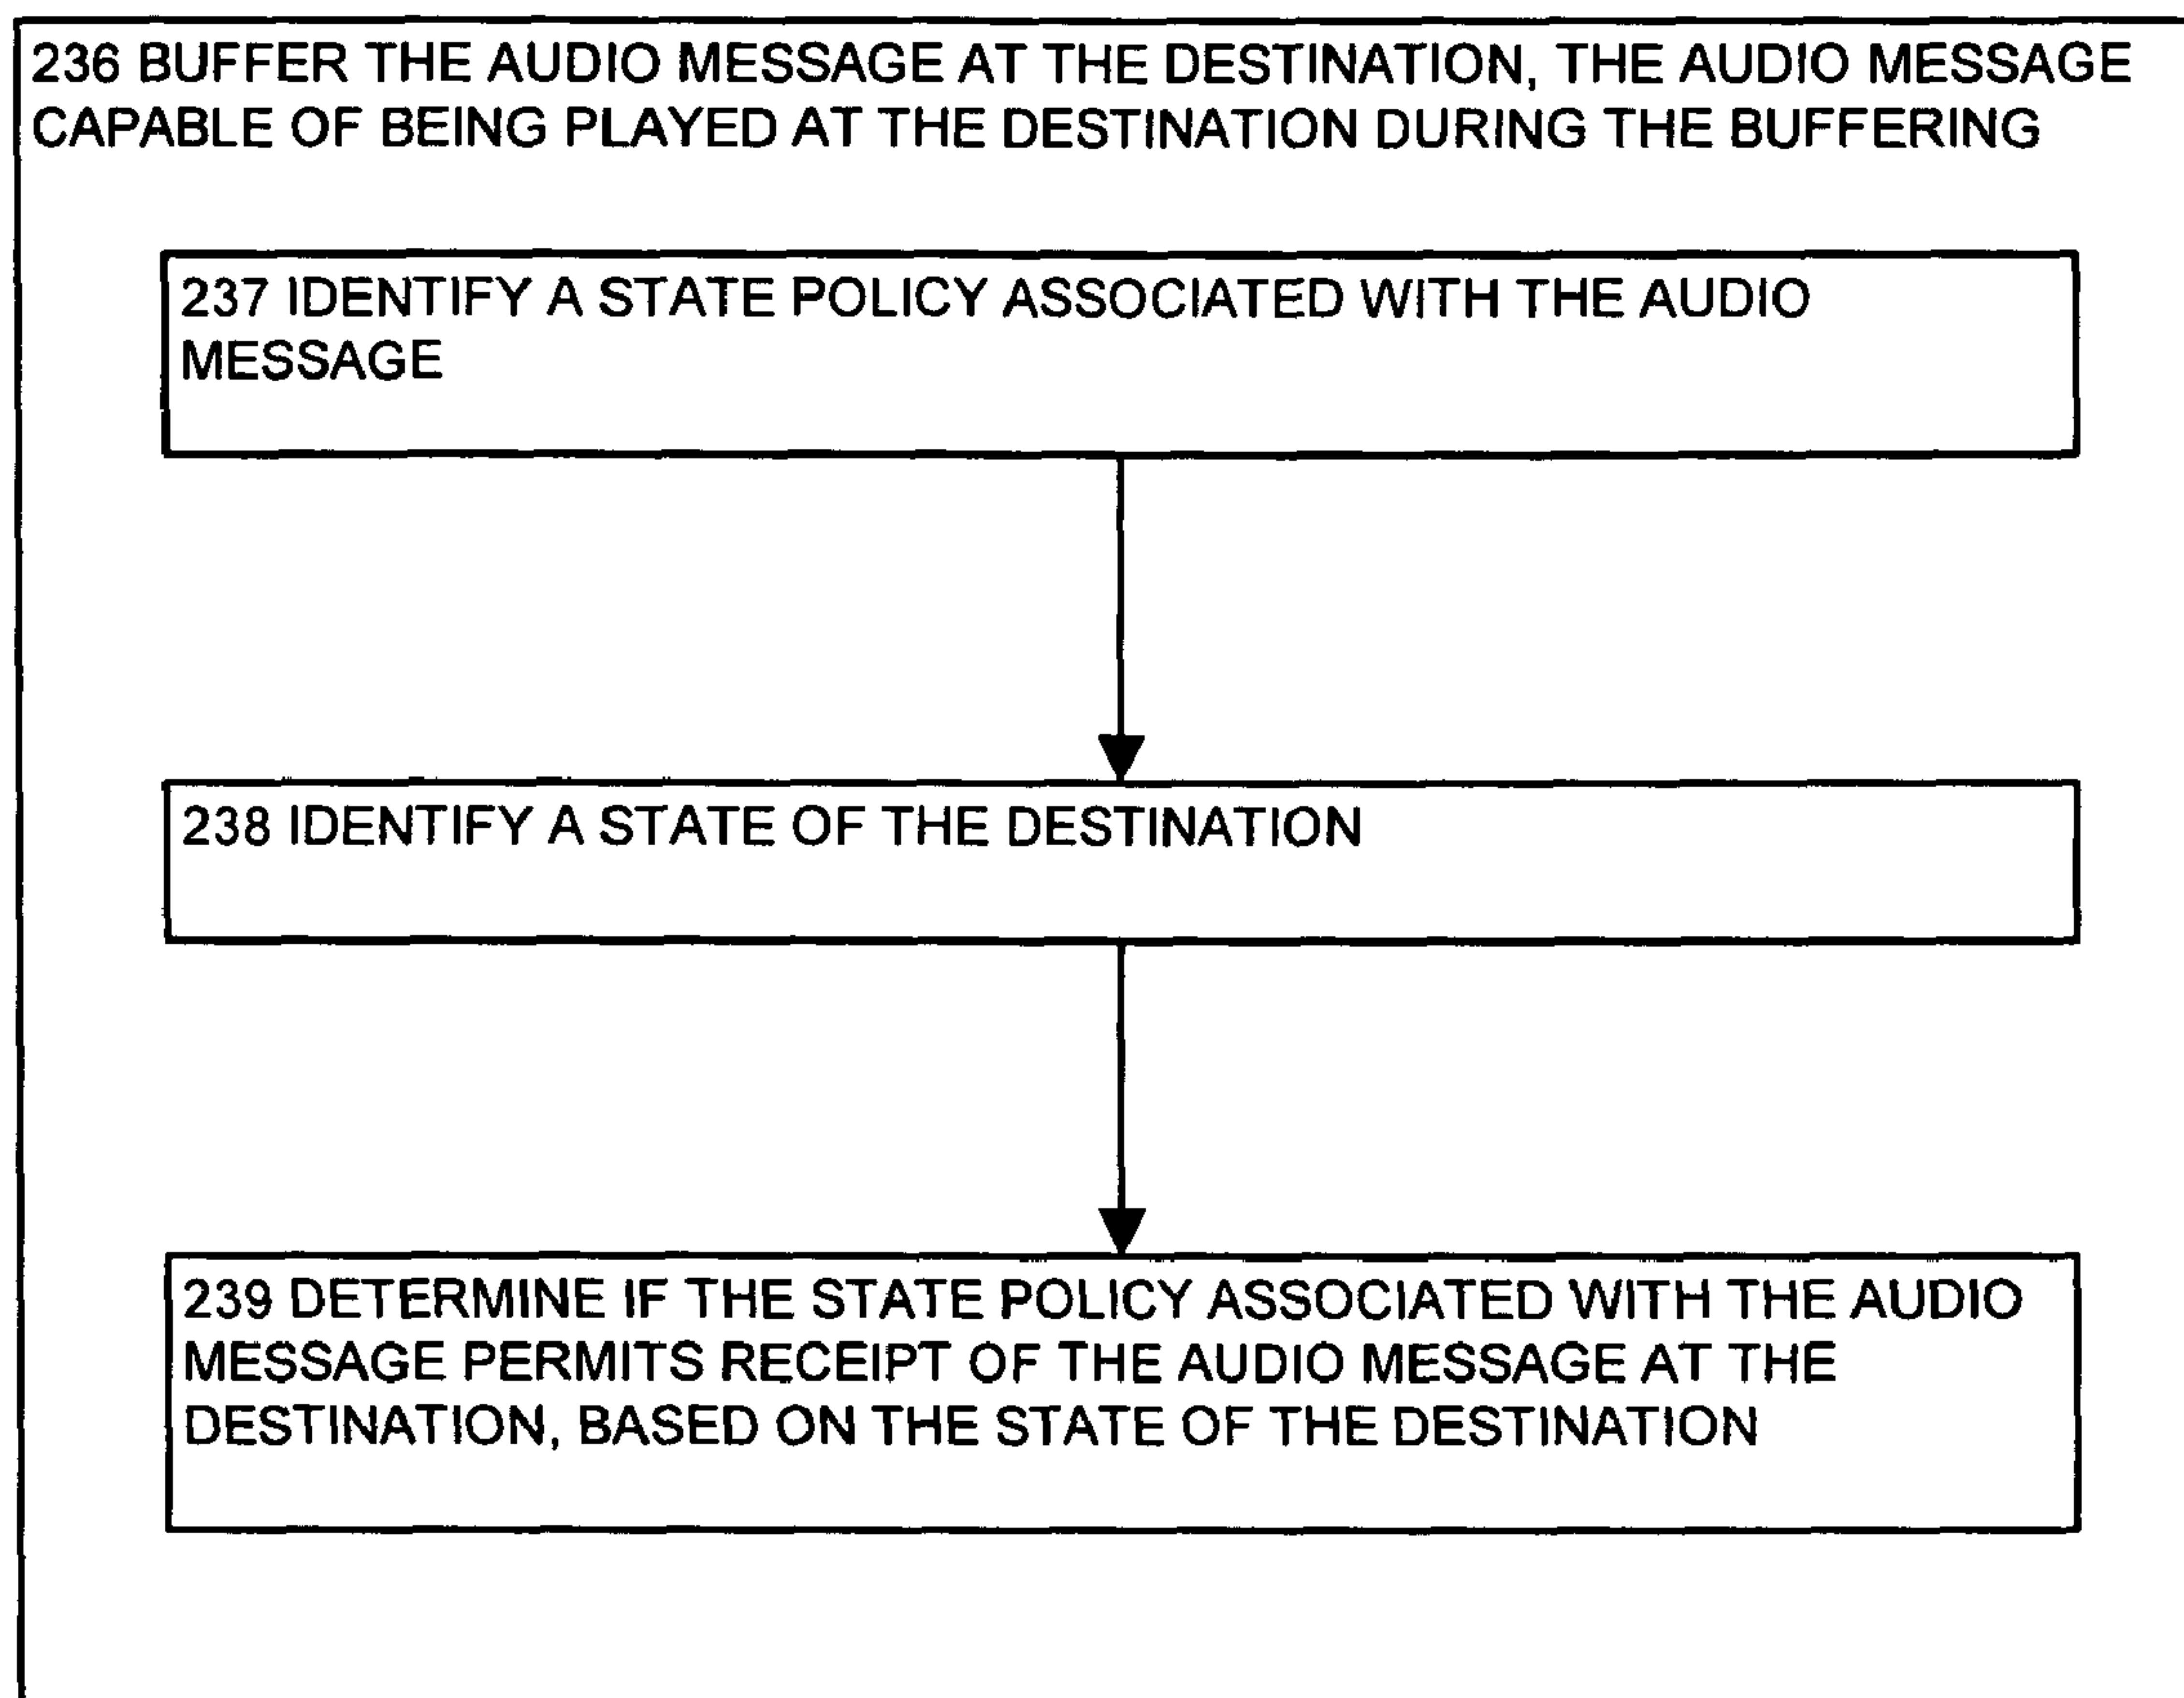 236 BUFFER THE AUDIO MESSAGE AT THE DESTINATION, THE AUDIO MESSAGE
CAPABLE OF BEING PLAYED AT THE DESTINATION DURING THE BUFFERING
237 IDENTIFY A STATE POLICY ASSOCIATED WITH THE AUDIO
MESSAGE
238 IDENTIFY A STATE OF THE DESTINATION
239 DETERMINE IF THE STATE POLICY ASSOCIATED WITH THE AUDIO
MESSAGE PERMITS RECEIPT OF THE AUDIO MESSAGE AT THE
DESTINATION, BASED ON THE STATE OF THE DESTINATION